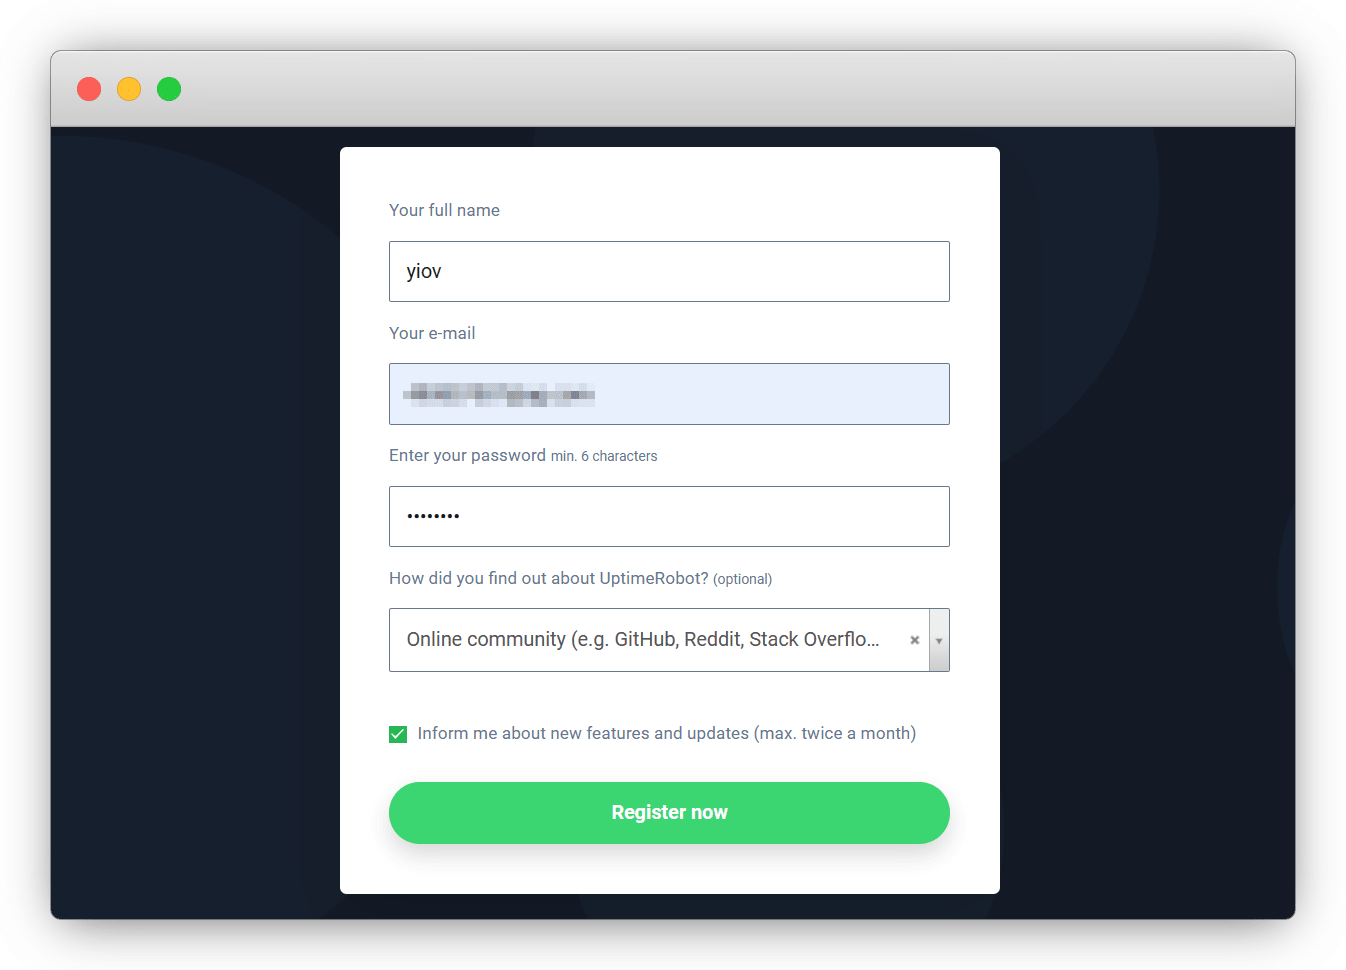 Your full name
yiov
Your e-mail
Enter your password min. 6 characters
••••••••
How did you find out about UptimeRobot? (optional)
Online community (e.g. GitHub, Reddit, Stack Overflo...
Inform me about new features and updates (max. twice a month)
Register now